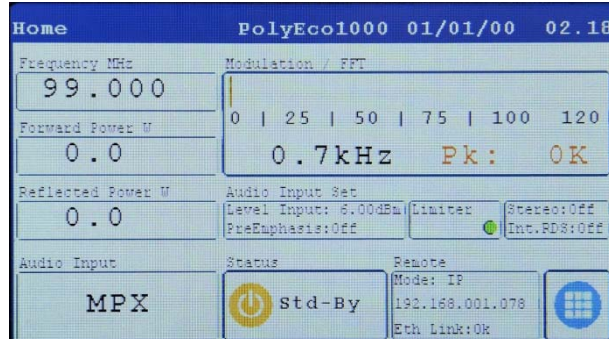 Home PolyEco1000 01/01/00 02.18
Frequency MHz
99.000
Modulation / FFT
0 | 25 | 50 | 75 | 100 120
0.7kHz Pk: 0K
Forward Power W
0.0
Reflected Power W
0.0
Audio Input Set
Level Input: 6.00dBm
PreEmphasis:Off
Limiter
Stereo:Off
Int.RDS:Off
Audio Input
MPX
Status
Std-By
Remote
Mode: IP
192.168.001.078
Eth Link:Ok